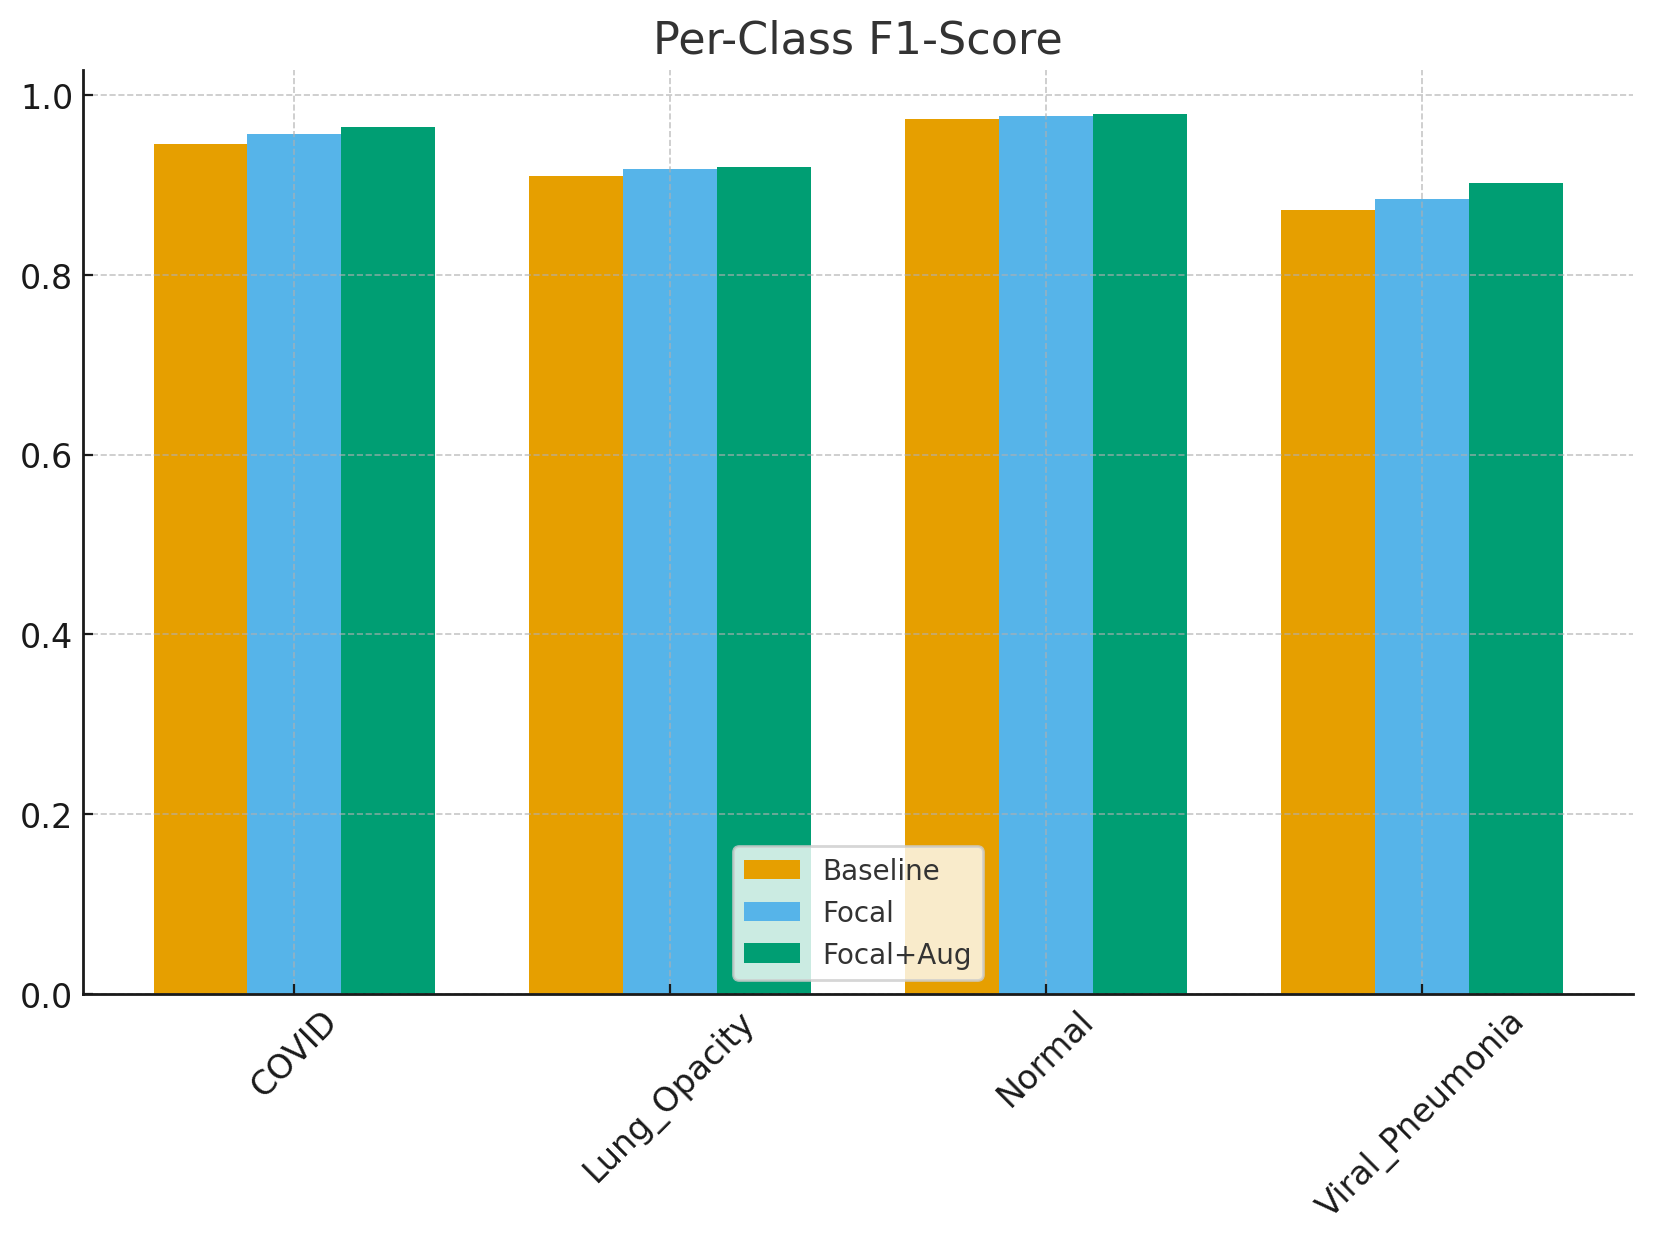 Per-Class F1-Score
1.0
0.8
0.6
0.4
0.2
0.0
Baseline
Focal
Focal+Aug
COVID
Lung_Opacity
Normal
Viral_Pneumonia